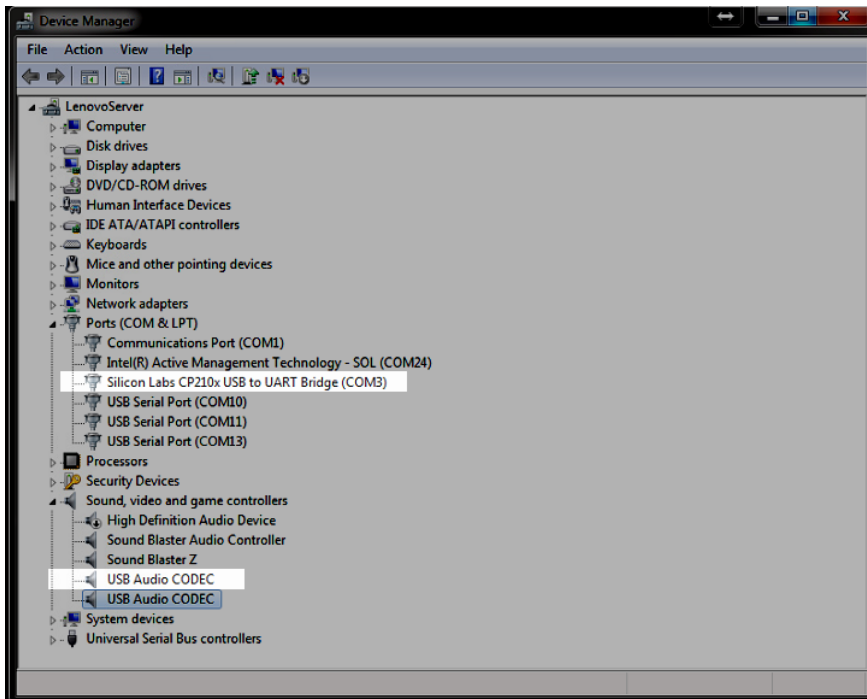 Device Manager
File Action View Help
LenovoServer
Computer
Disk drives
Display adapters
DVD/CD-ROM drives
Human Interface Devices
IDE ATA/ATAPI controllers
Keyboards
Mice and other pointing devices
Monitors
Network adapters
Ports (COM & LPT)
Communications Port (COM1)
Intel(R) Active Management Technology - SOL (COM24)
Silicon Labs CP210x USB to UART Bridge (COM3)
USB Serial Port (COM10)
USB Serial Port (COM11)
USB Serial Port (COM13)
Processors
Security Devices
Sound, video and game controllers
High Definition Audio Device
Sound Blaster Audio Controller
Sound Blaster Z
USB Audio CODEC
USB Audio CODEC
System devices
Universal Serial Bus controllers